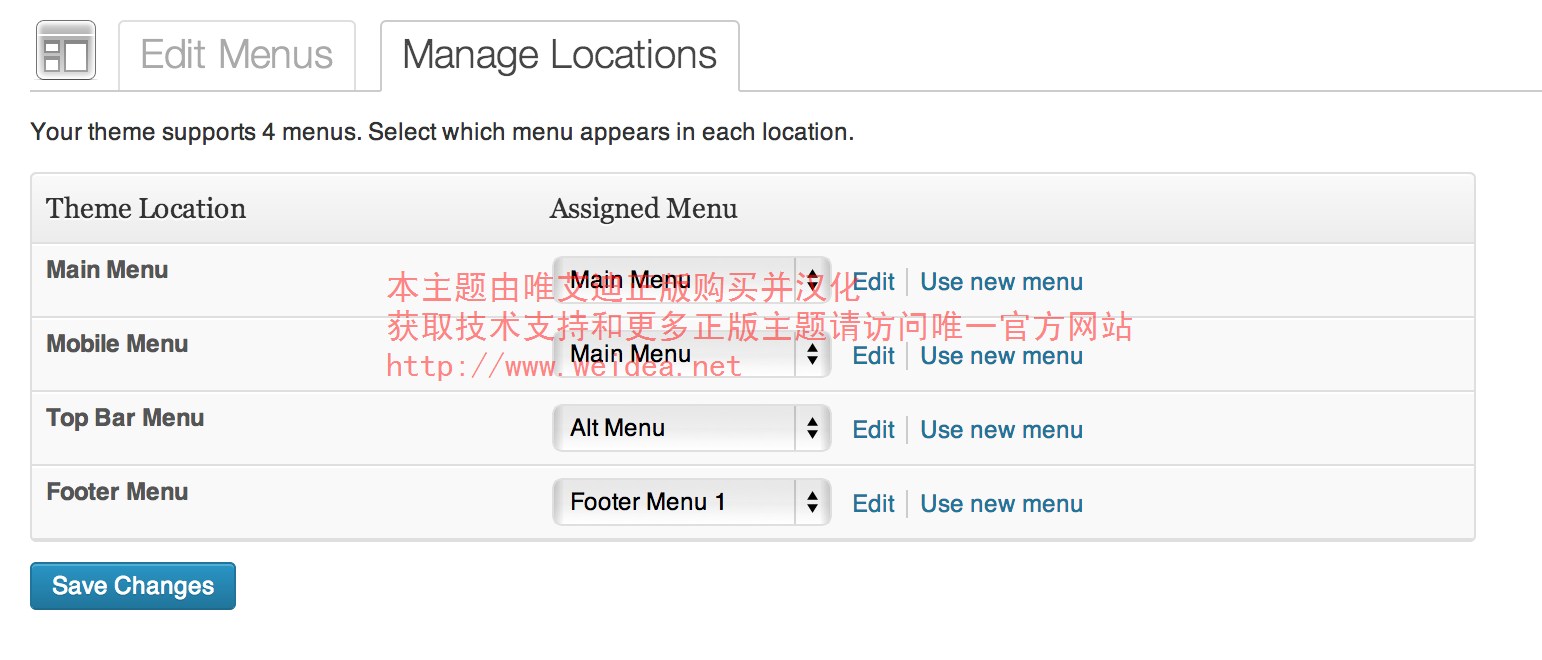 Edit Menus
Manage Locations
Your theme supports 4 menus. Select which menu appears in each location.
Theme Location Assigned Menu
Main Menu Main Menu Edit Use new menu
本主题由唯艾迪正版购买并汉化
获取技术支持和更多正版主题请访问唯一官方网站
Mobile Menu Main Menu Edit Use new menu
http://www.weidea.net
Top Bar Menu Alt Menu Edit Use new menu
Footer Menu Footer Menu 1 Edit Use new menu
Save Changes